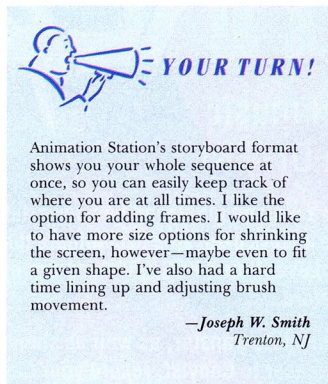 YOUR TURN!
Animation Station's storyboard format
shows you your whole sequence at
once, so you can easily keep track of
where you are at all times. I like the
option for adding frames. I would like
to have more size options for shrinking
the screen, however—maybe even to fit
a given shape. I've also had a hard
time lining up and adjusting brush
movement.
—Joseph W. Smith
Trenton, NJ